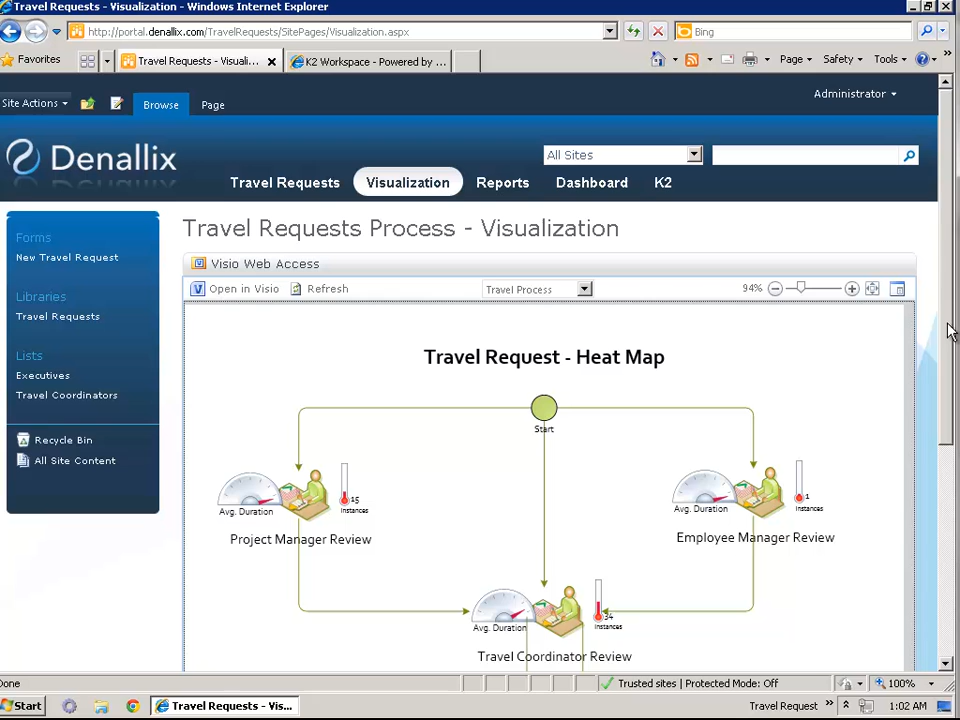 Travel Requests - Visualization - Windows Internet Explorer
http://portal.denallix.com/TravelRequests/SitePages/Visualization.aspx
Bing
Favorites
Travel Requests - Visuali...
K2 Workspace - Powered by ...
Page
Safety
Tools
Site Actions
Browse
Page
Administrator
Denallix
All Sites
Travel Requests
Visualization
Reports
Dashboard
K2
Forms
New Travel Request
Libraries
Travel Requests
Lists
Executives
Travel Coordinators
Recycle Bin
All Site Content
Travel Requests Process - Visualization
Visio Web Access
Open in Visio
Refresh
Travel Process
94%
Travel Request - Heat Map
Start
Avg. Duration
15
Instances
Project Manager Review
Avg. Duration
1
Instances
Employee Manager Review
Avg. Duration
34
Instances
Travel Coordinator Review
Done
Trusted sites | Protected Mode: Off
100%
Start
Travel Requests - Vis...
Travel Request
1:02 AM